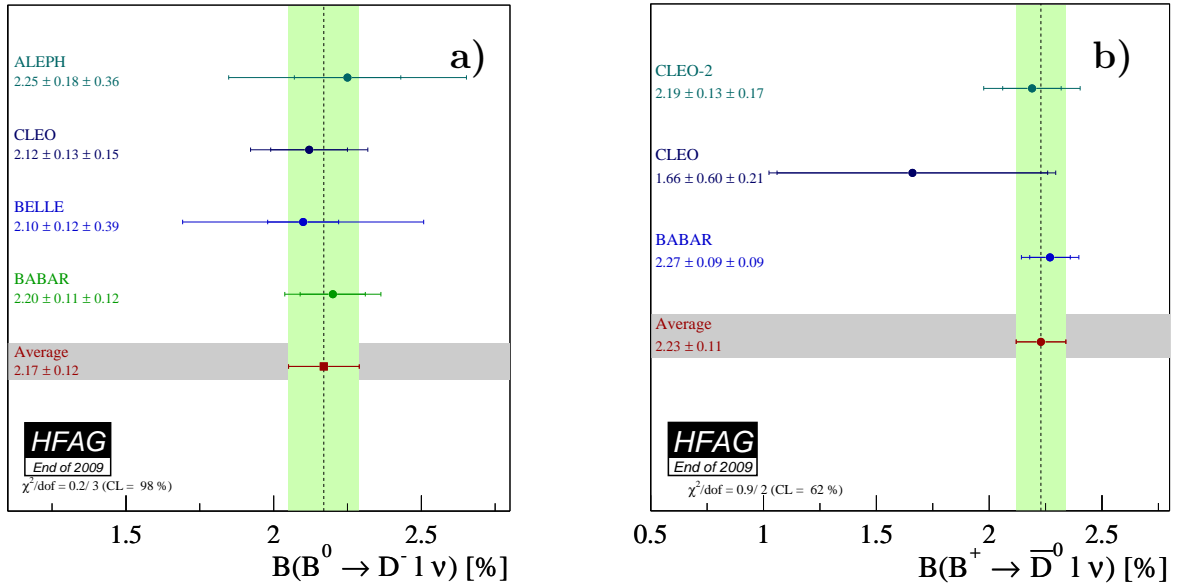 a)
ALEPH
2.25 ± 0.18 ± 0.36
CLEO
2.12 ± 0.13 ± 0.15
BELLE
2.10 ± 0.12 ± 0.39
BABAR
2.20 ± 0.11 ± 0.12
Average
2.17 ± 0.12
HFAG
End of 2009
χ²/dof = 0.2/ 3 (CL = 98 %)
1.5 2 2.5
B(B⁰ → D⁻ l ν) [%]
b)
CLEO-2
2.19 ± 0.13 ± 0.17
CLEO
1.66 ± 0.60 ± 0.21
BABAR
2.27 ± 0.09 ± 0.09
Average
2.23 ± 0.11
HFAG
End of 2009
χ²/dof = 0.9/ 2 (CL = 62 %)
0.5 1 2 2.5
B(B⁺ → D̅⁰ l ν) [%]